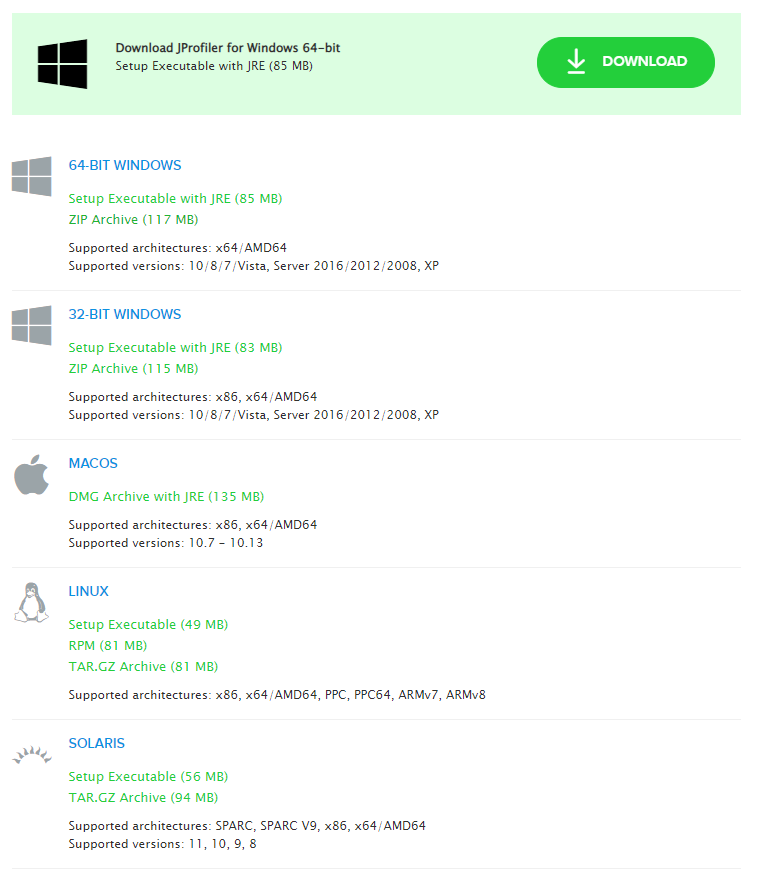 Download JProfiler for Windows 64-bit
Setup Executable with JRE (85 MB)
DOWNLOAD
64-BIT WINDOWS
Setup Executable with JRE (85 MB)
ZIP Archive (117 MB)
Supported architectures: x64/AMD64
Supported versions: 10/8/7/Vista, Server 2016/2012/2008, XP
32-BIT WINDOWS
Setup Executable with JRE (83 MB)
ZIP Archive (115 MB)
Supported architectures: x86, x64/AMD64
Supported versions: 10/8/7/Vista, Server 2016/2012/2008, XP
MACOS
DMG Archive with JRE (135 MB)
Supported architectures: x86, x64/AMD64
Supported versions: 10.7 – 10.13
LINUX
Setup Executable (49 MB)
RPM (81 MB)
TAR.GZ Archive (81 MB)
Supported architectures: x86, x64/AMD64, PPC, PPC64, ARMv7, ARMv8
SOLARIS
Setup Executable (56 MB)
TAR.GZ Archive (94 MB)
Supported architectures: SPARC, SPARC V9, x86, x64/AMD64
Supported versions: 11, 10, 9, 8